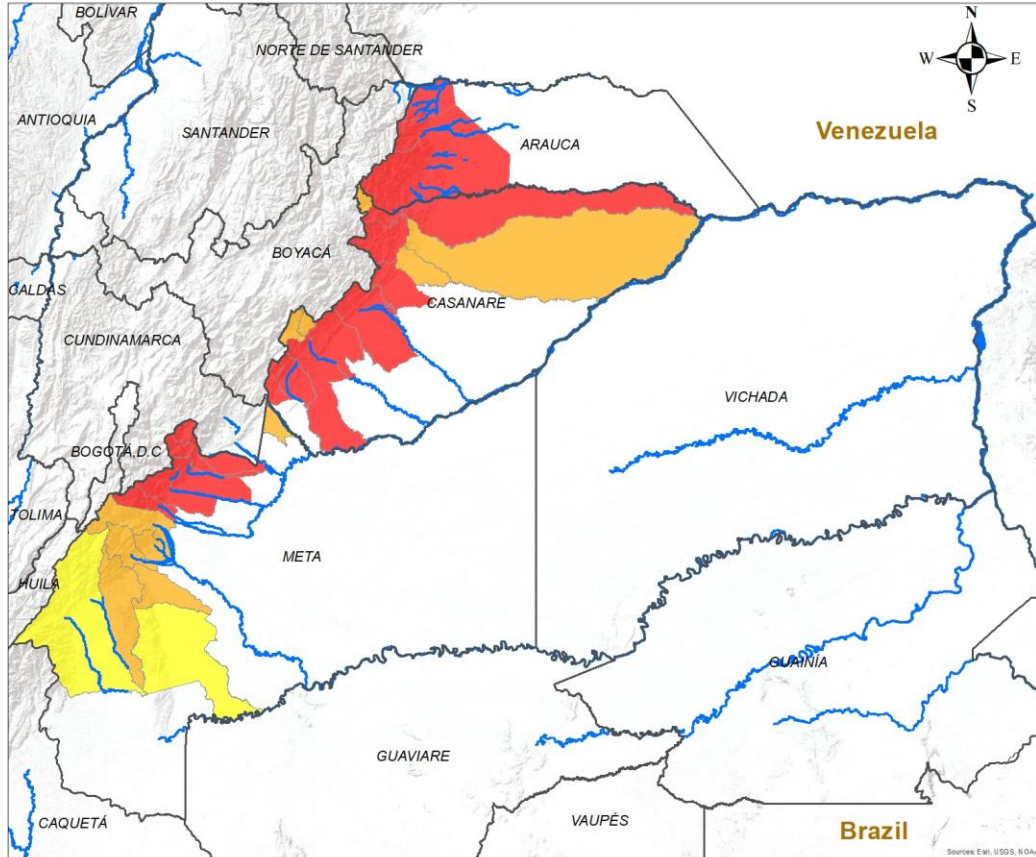 BOLÍVAR
N
NORTE DE SANTANDER
W
E
S
ANTIOQUIA
SANTANDER
ARAUCA
Venezuela
BOYACÁ
CALDAS
CASANARE
CUNDINAMARCA
VICHADA
BOGOTÁ,D.C
TOLIMA
META
HUILA
GUAINÍA
GUAVIARE
CAQUETÁ
VAUPÉS
Brazil
Sources: Esri, USGS, NOAA